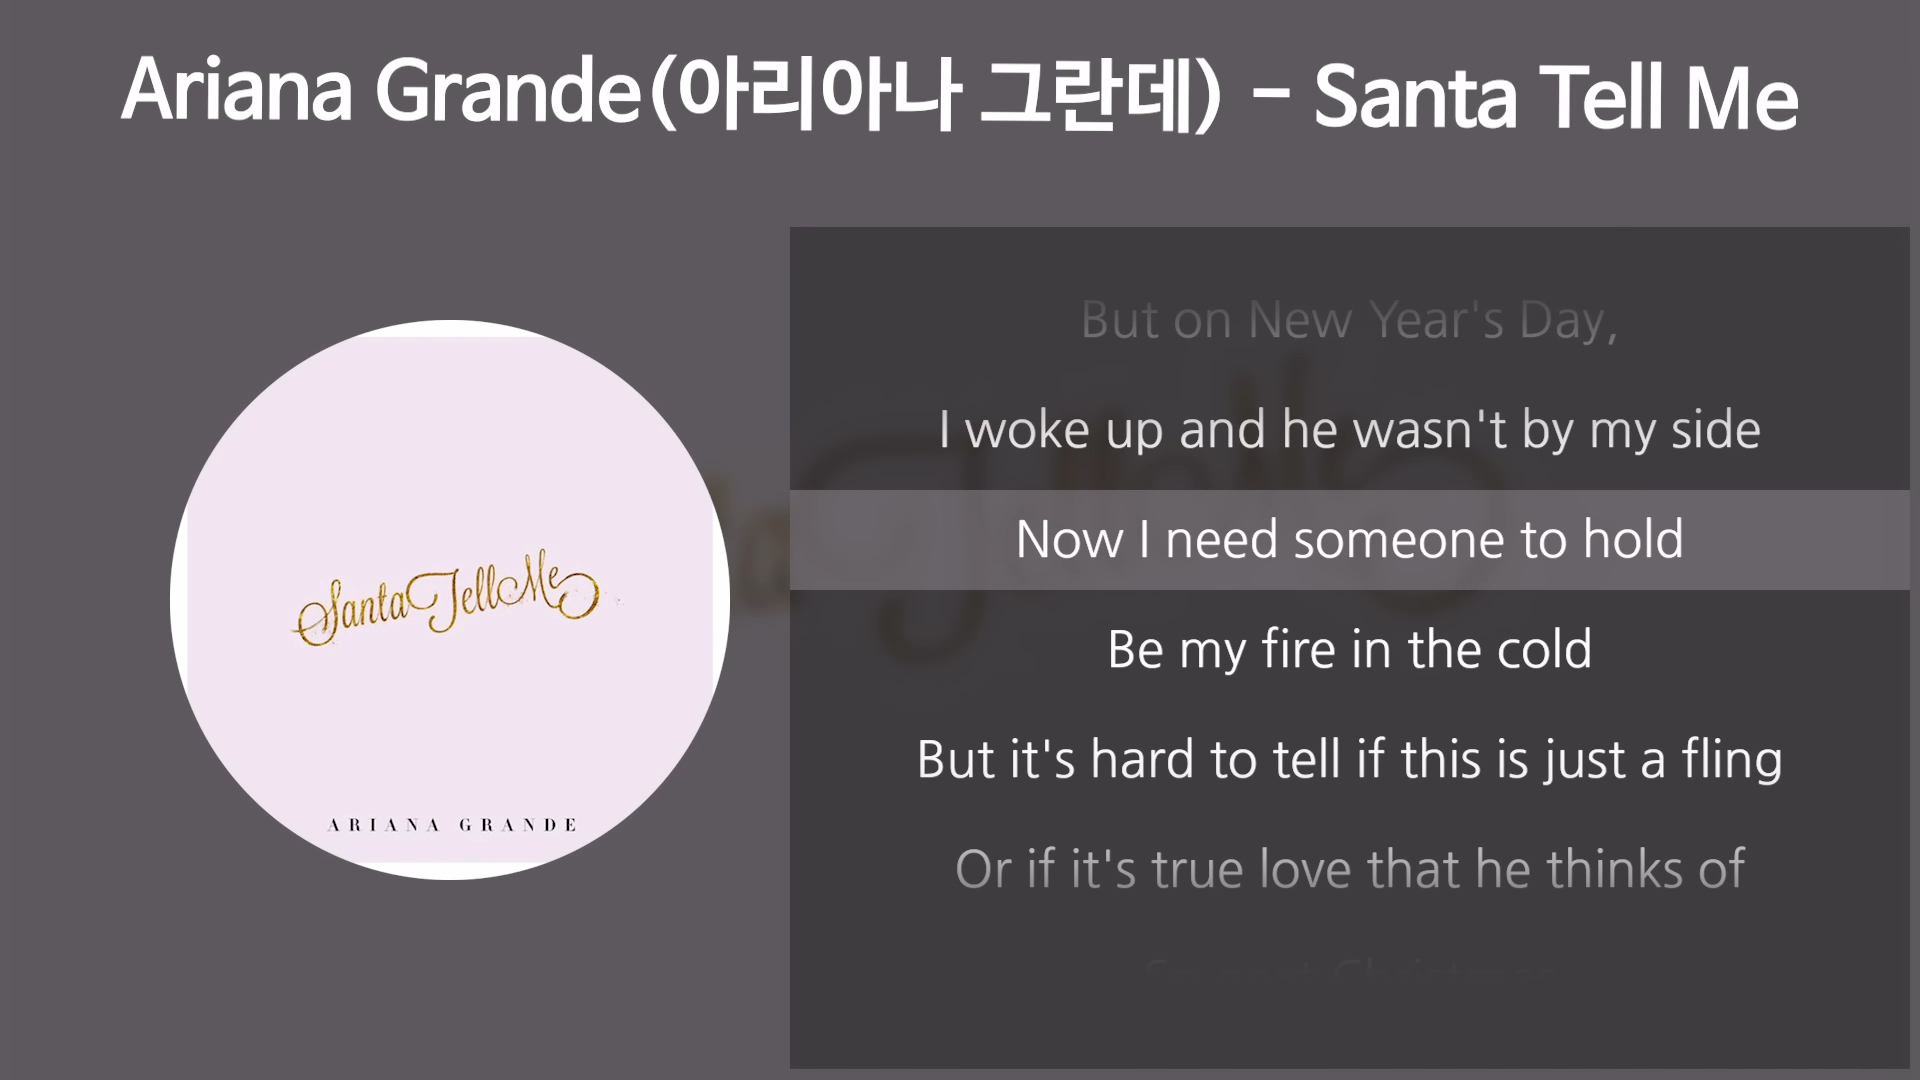 Ariana Grande(아리아나 그란데) - Santa Tell Me
But on New Year's Day,
I woke up and he wasn't by my side
Now I need someone to hold
Be my fire in the cold
But it's hard to tell if this is just a fling
Or if it's true love that he thinks of
Santa Tell Me
ARIANA GRANDE